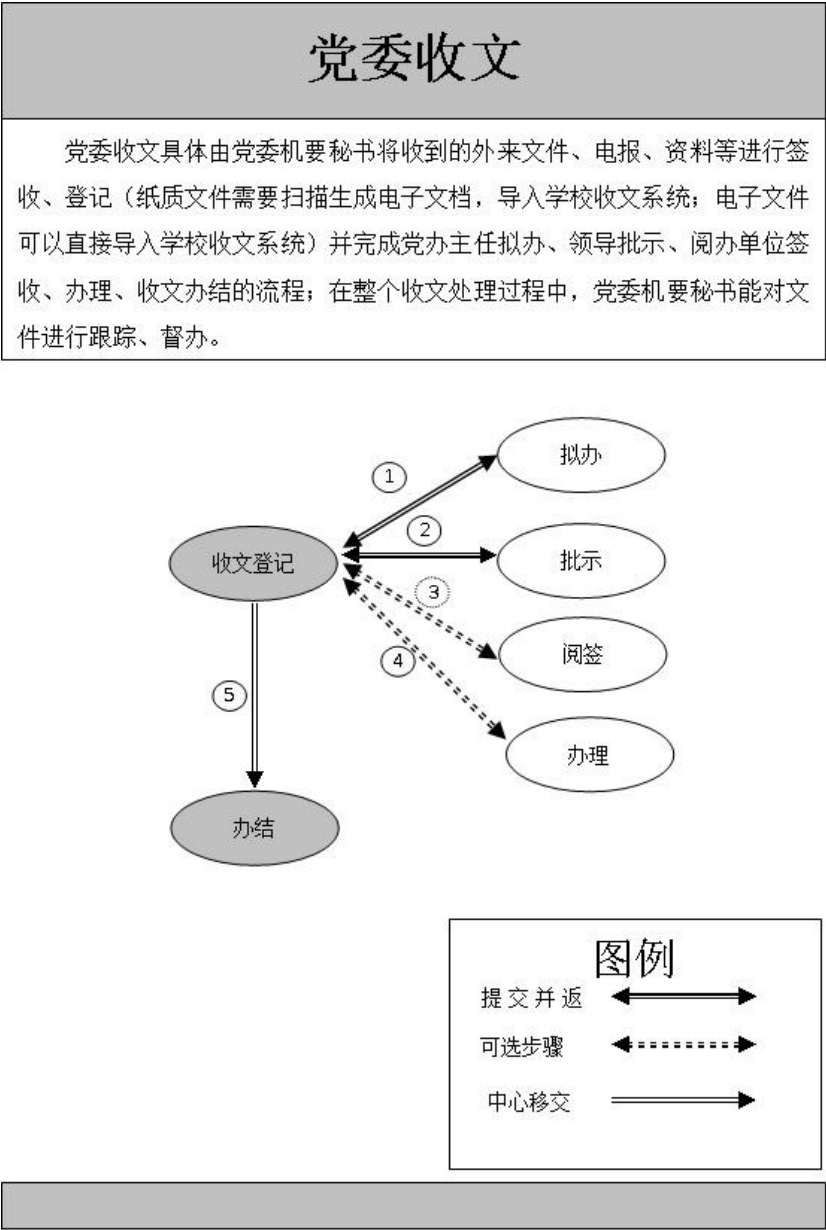 党委收文
党委收文具体由党委机要秘书将收到的外来文件、电报、资料等进行签
收、登记（纸质文件需要扫描生成电子文档，导入学校收文系统；电子文件
可以直接导入学校收文系统）并完成党办主任拟办、领导批示、阅办单位签
收、办理、收文办结的流程；在整个收文处理过程中，党委机要秘书能对文
件进行跟踪、督办。
拟办
1
2
批示
收文登记
3
阅签
4
5
办理
办结
图例
提交并返
可选步骤
中心移交